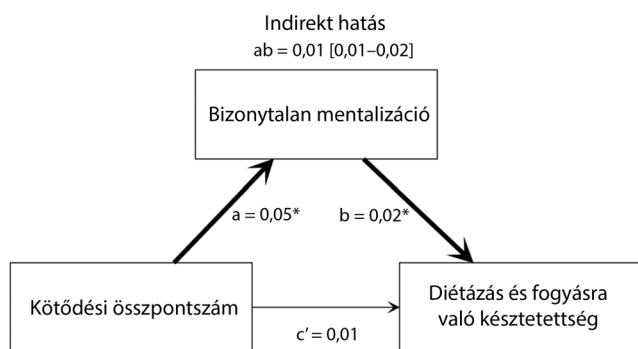 Indirekt hatás
ab = 0,01 [0,01–0,02]
Bizonytalan mentalizáció
a = 0,05*
b = 0,02*
Kötődési összpontszám
Diétázás és fogyásra
való késztetettség
c’ = 0,01